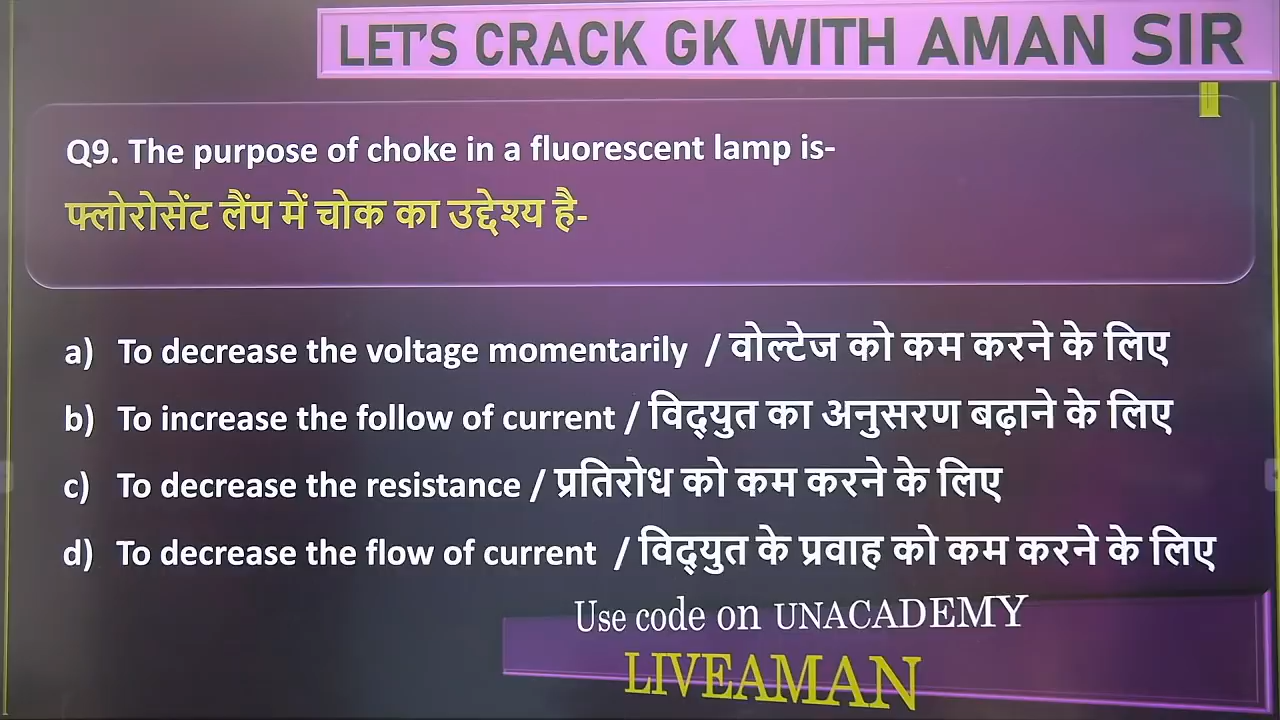 LET'S CRACK GK WITH AMAN SIR
Q9. The purpose of choke in a fluorescent lamp is-
फ्लोरोसेंट लैंप में चोक का उद्देश्य है-
a) To decrease the voltage momentarily / वोल्टेज को कम करने के लिए
b) To increase the follow of current / विद्युत का अनुसरण बढ़ाने के लिए
c) To decrease the resistance / प्रतिरोध को कम करने के लिए
d) To decrease the flow of current / विद्युत के प्रवाह को कम करने के लिए
Use code on UNACADEMY
LIVEAMAN